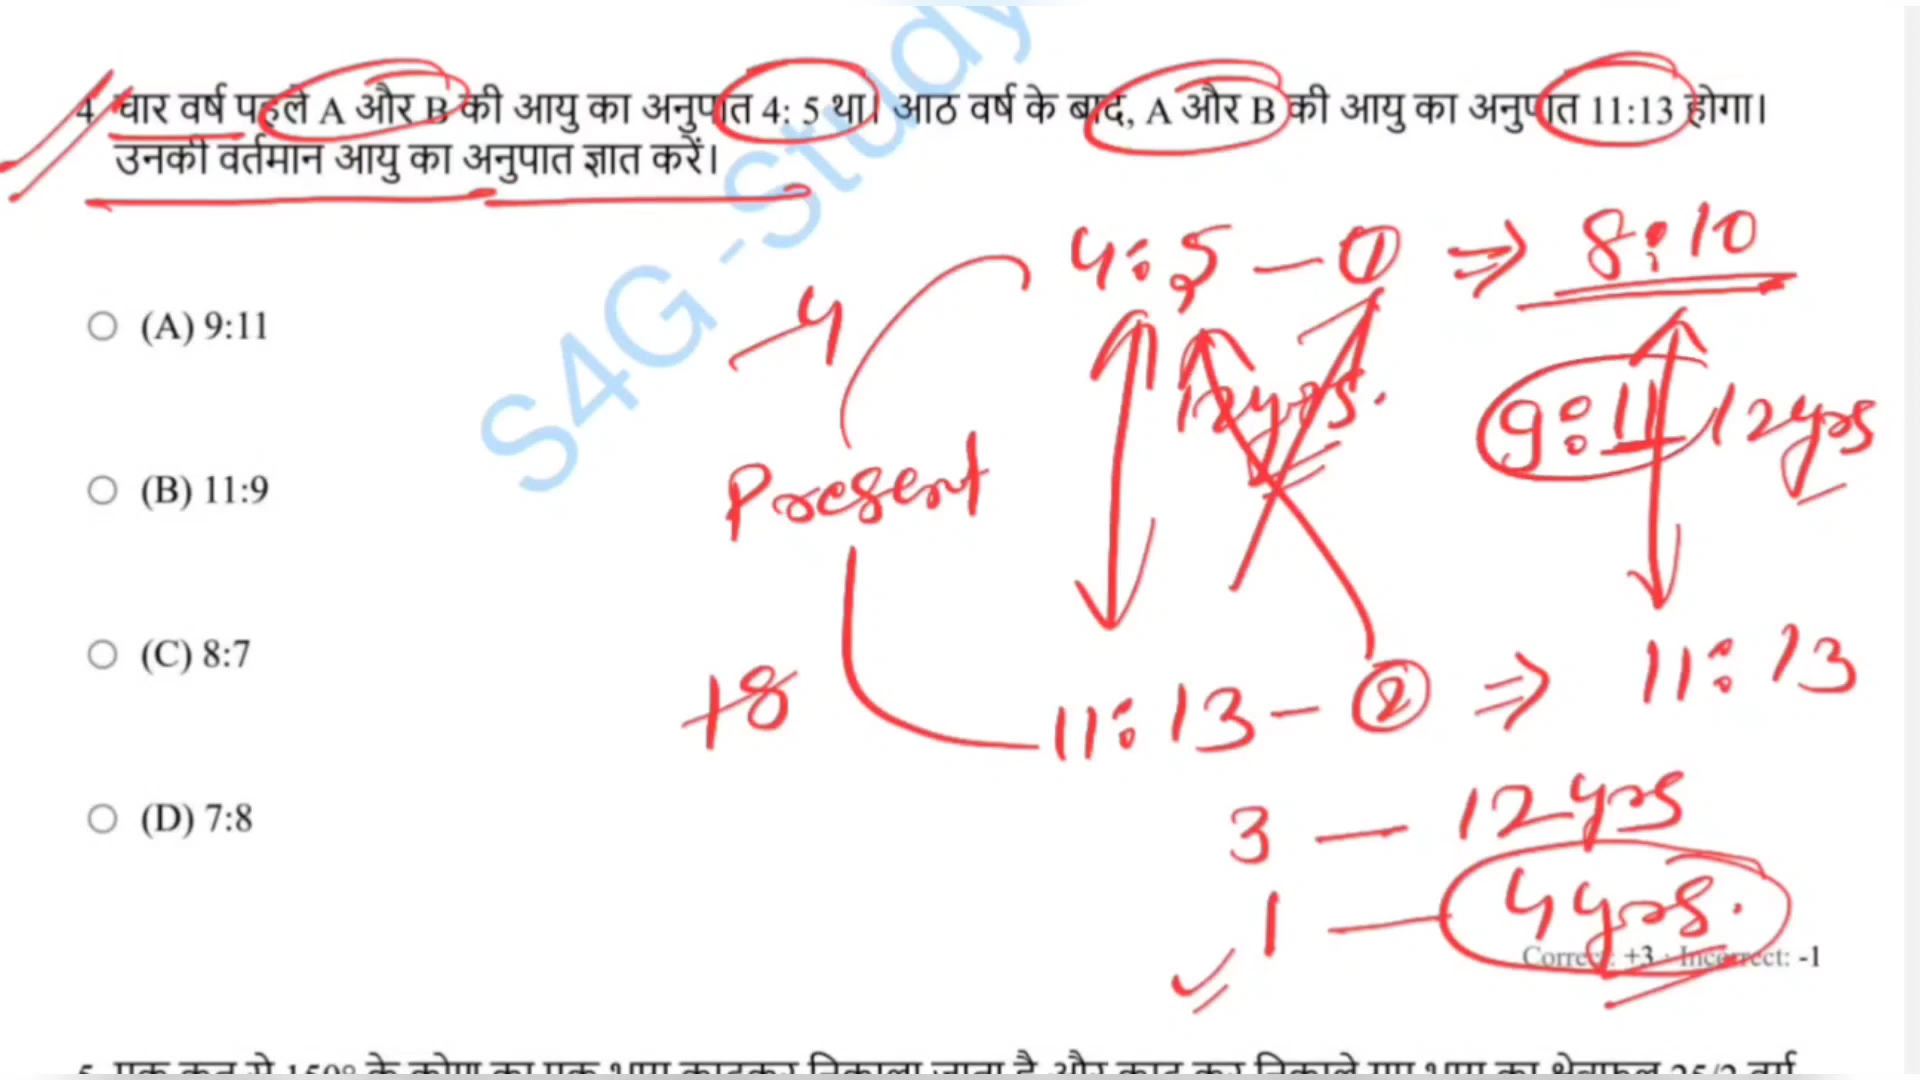 4. चार वर्ष पहले A और B की आयु का अनुपात 4: 5 था। आठ वर्ष के बाद, A और B की आयु का अनुपात 11:13 होगा।
उनकी वर्तमान आयु का अनुपात ज्ञात करें।
S4G -Study
4:5 - ① ⇒ 8:10
-4
(A) 9:11
12yrs.
9:11 12yrs
(B) 11:9
Present
(C) 8:7
+8
11:13 - ② ⇒ 11:13
(D) 7:8
3 — 12yrs
1 — 4yrs.
Correct: +3 · Incorrect: -1